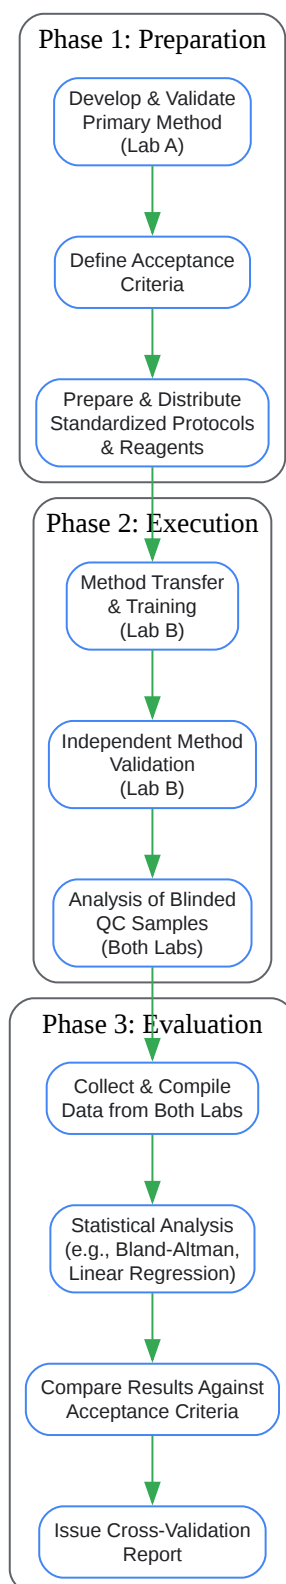 Phase 1: Preparation
Develop & Validate
Primary Method
(Lab A)
Define Acceptance
Criteria
Prepare & Distribute
Standardized Protocols
& Reagents
Phase 2: Execution
Method Transfer
& Training
(Lab B)
Independent Method
Validation
(Lab B)
Analysis of Blinded
QC Samples
(Both Labs)
Phase 3: Evaluation
Collect & Compile
Data from Both Labs
Statistical Analysis
(e.g., Bland-Altman,
Linear Regression)
Compare Results Against
Acceptance Criteria
Issue Cross-Validation
Report